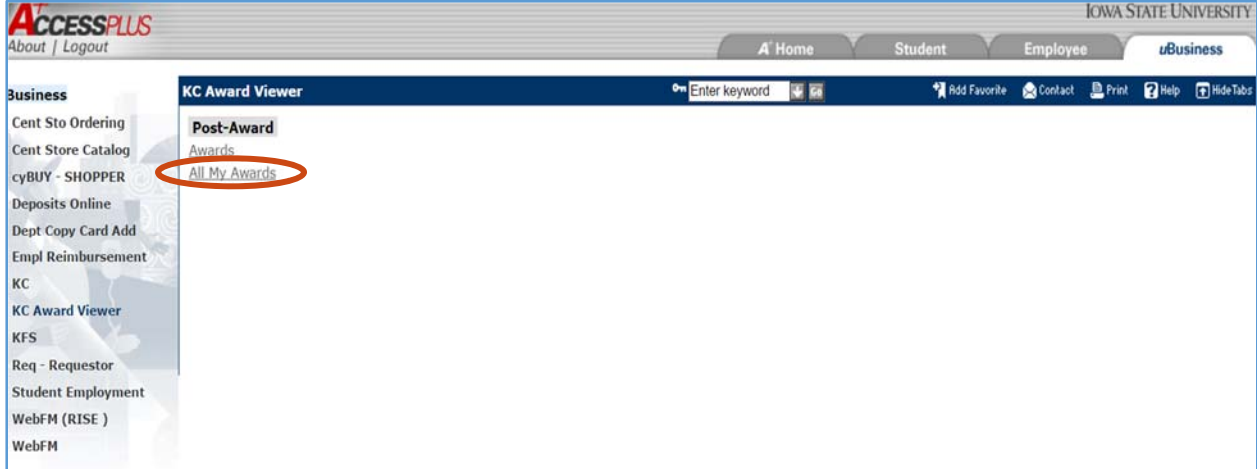 A+CCESSPLUS
IOWA STATE UNIVERSITY
About | Logout
A+ Home
Student
Employee
uBusiness
Business
KC Award Viewer
Enter keyword
Go
Add Favorite
Contact
Print
Help
HideTabs
Cent Sto Ordering
Cent Store Catalog
cyBUY - SHOPPER
Deposits Online
Dept Copy Card Add
Empl Reimbursement
KC
KC Award Viewer
KFS
Req - Requestor
Student Employment
WebFM (RISE )
WebFM
Post-Award
Awards
All My Awards